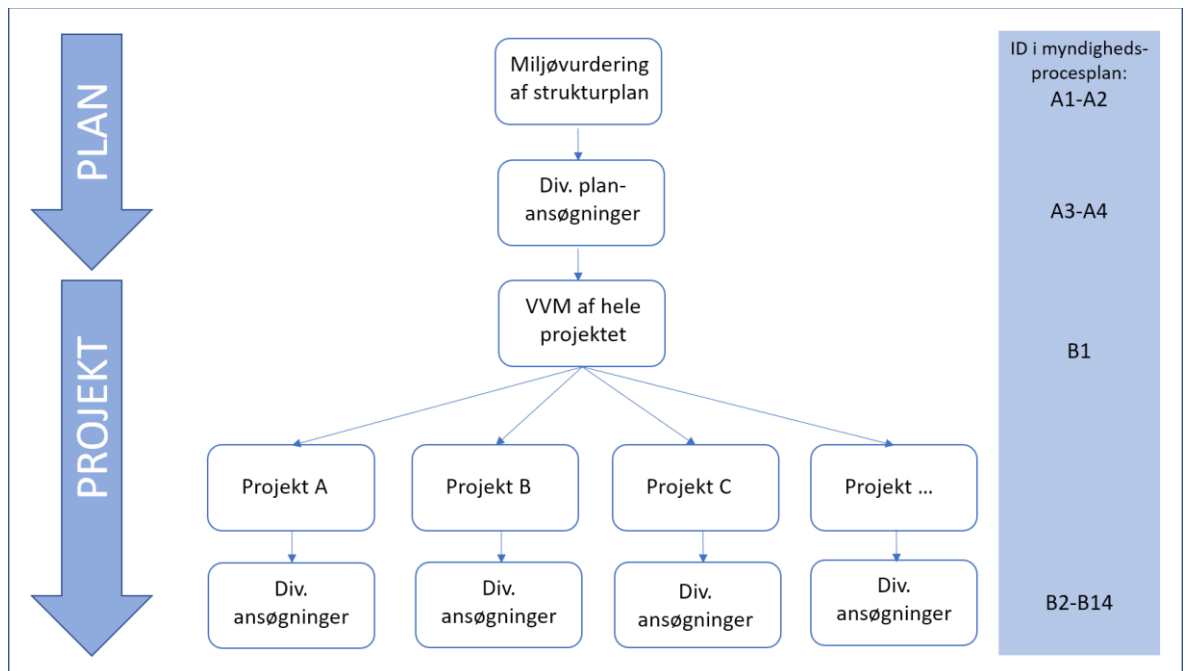 PLAN
Miljøvurdering
af strukturplan
ID i myndigheds-
procesplan:
A1-A2
Div. plan-
ansøgninger
A3-A4
PROJEKT
VVM af hele
projektet
B1
Projekt A
Projekt B
Projekt C
Projekt ...
Div.
ansøgninger
Div.
ansøgninger
Div.
ansøgninger
Div.
ansøgninger
B2-B14